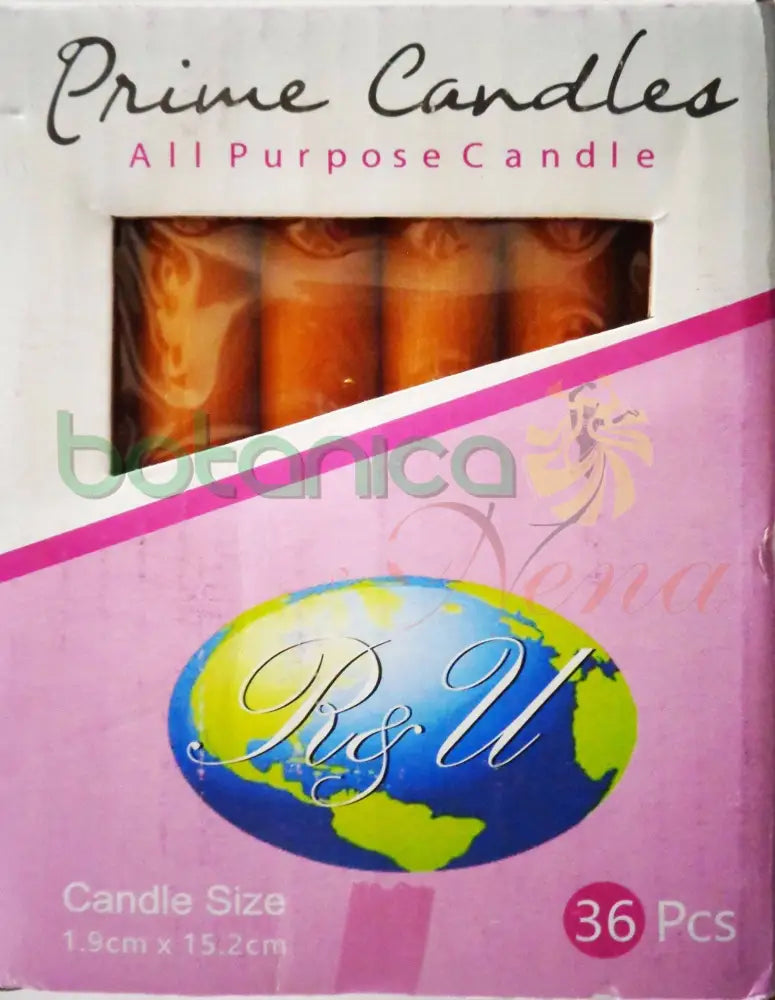 Prime Candles
All Purpose Candle
botanica
Nena
R & U
Candle Size
1.9cm x 15.2cm
36 Pcs